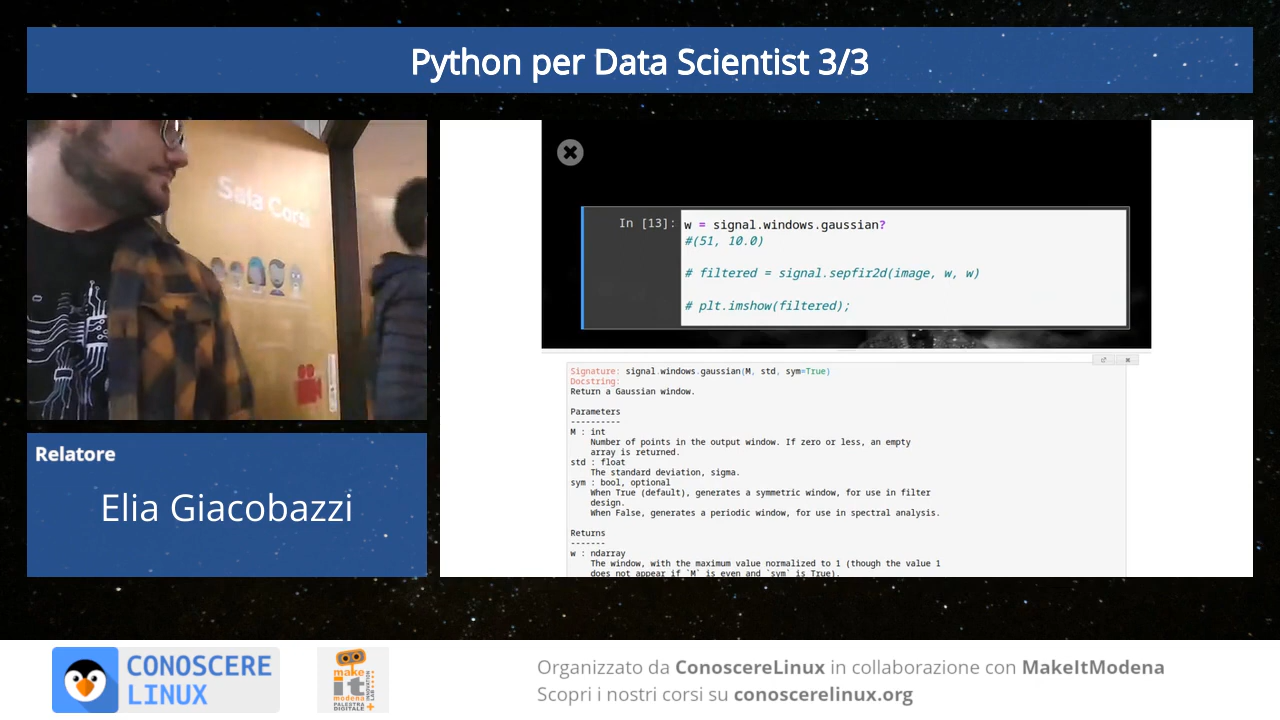 Python per Data Scientist 3/3
Sala Corsi
Relatore
Elia Giacobazzi
In [13]: w = signal.windows.gaussian?
#(51, 10.0)
# filtered = signal.sepfir2d(image, w, w)
# plt.imshow(filtered);
Signature: signal.windows.gaussian(M, std, sym=True)
Docstring:
Return a Gaussian window.
Parameters
----------
M : int
    Number of points in the output window. If zero or less, an empty
    array is returned.
std : float
    The standard deviation, sigma.
sym : bool, optional
    When True (default), generates a symmetric window, for use in filter
    design.
    When False, generates a periodic window, for use in spectral analysis.
Returns
-------
w : ndarray
    The window, with the maximum value normalized to 1 (though the value 1
    does not appear if `M` is even and `sym` is True).
CONOSCERE
LINUX
make
it
modena
PALESTRA
DIGITALE
INNOVATION
LAB
Organizzato da ConoscereLinux in collaborazione con MakeItModena
Scopri i nostri corsi su conoscerelinux.org